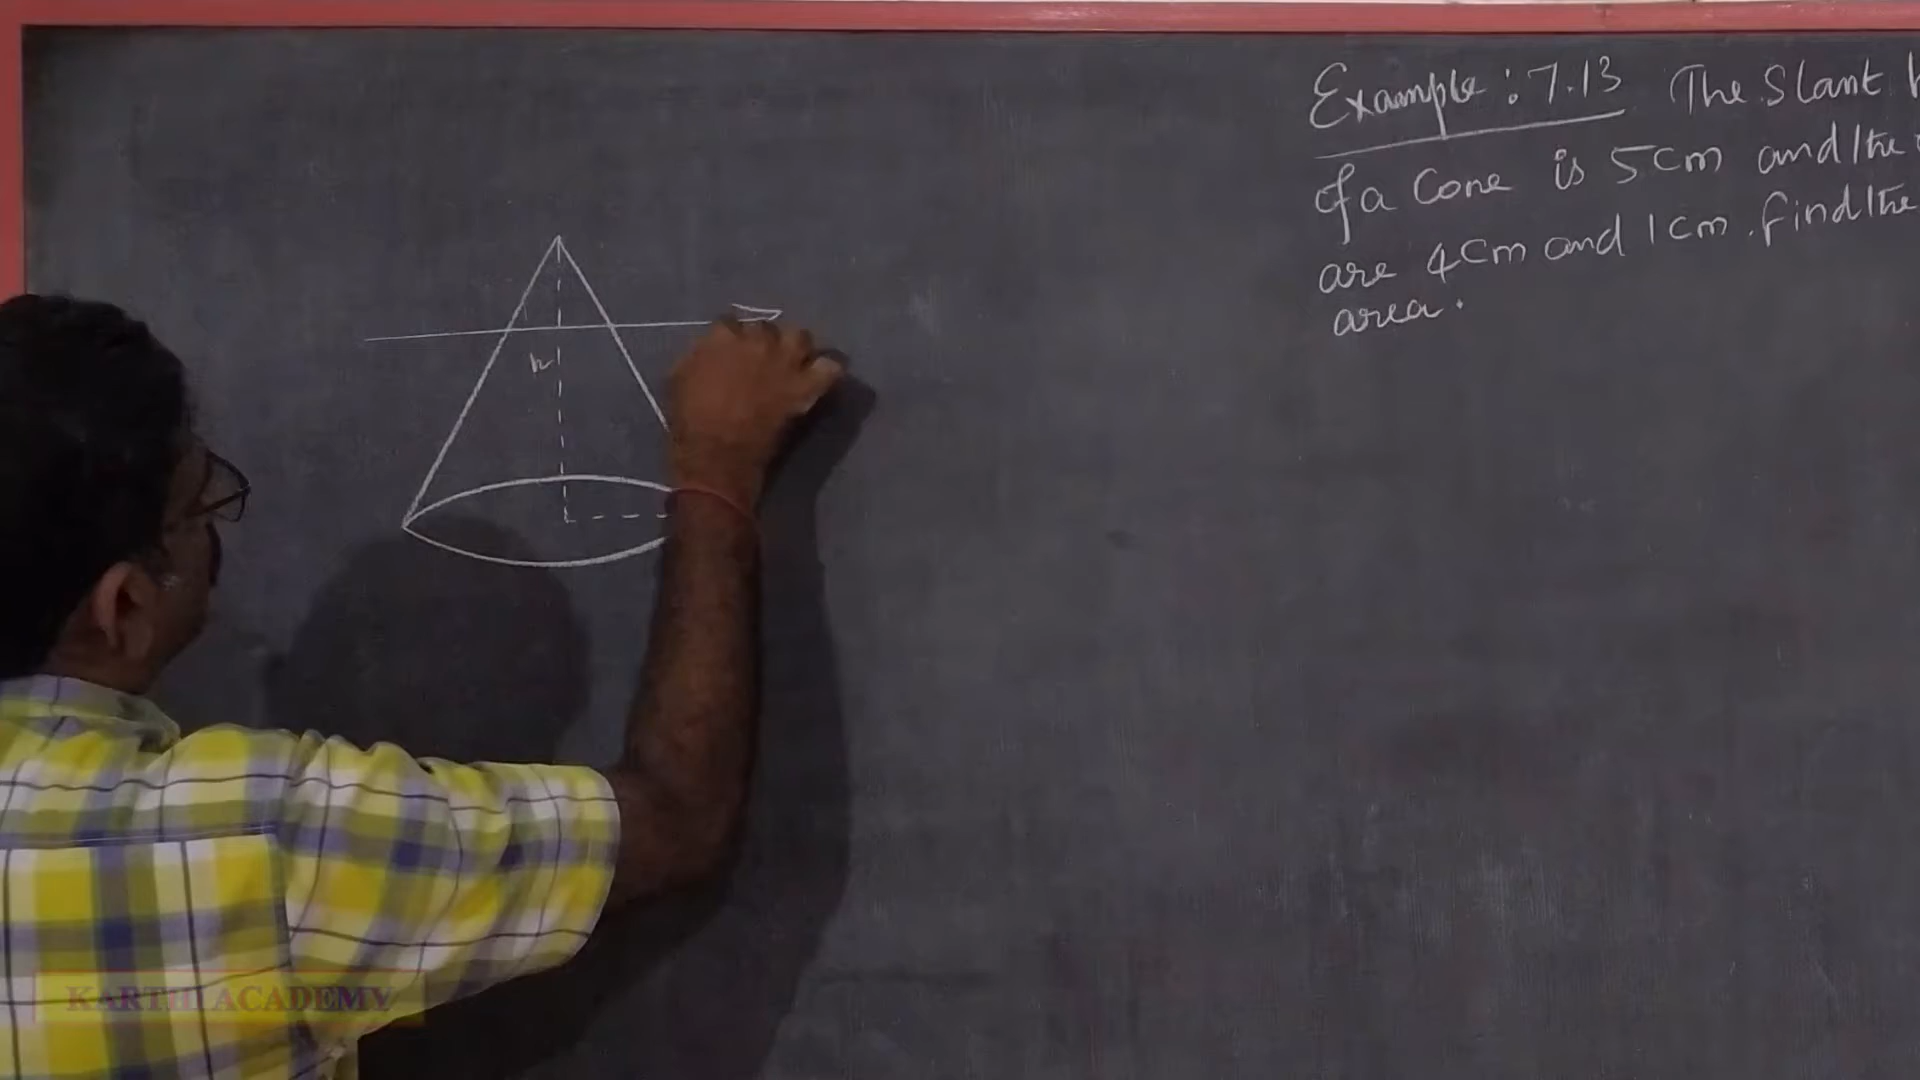 Example: 7.13 The Slant
of a Cone is 5cm and the
are 4cm and 1cm. find the
area.
h
KARTHI ACADEMY